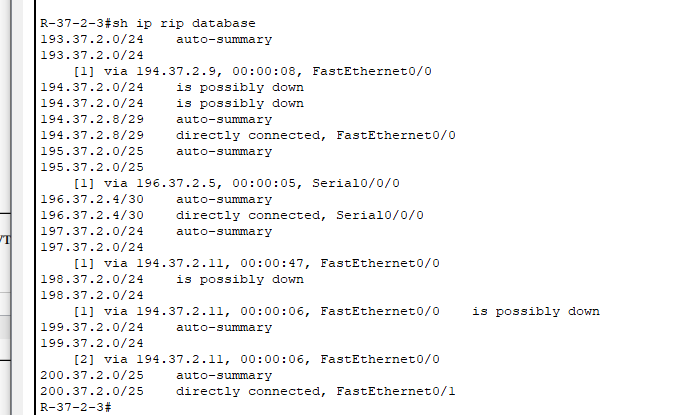 R-37-2-3#sh ip rip database
193.37.2.0/24    auto-summary
193.37.2.0/24
    [1] via 194.37.2.9, 00:00:08, FastEthernet0/0
194.37.2.0/24    is possibly down
194.37.2.0/24    is possibly down
194.37.2.8/29    auto-summary
194.37.2.8/29    directly connected, FastEthernet0/0
195.37.2.0/25    auto-summary
195.37.2.0/25
    [1] via 196.37.2.5, 00:00:05, Serial0/0/0
196.37.2.4/30    auto-summary
196.37.2.4/30    directly connected, Serial0/0/0
197.37.2.0/24    auto-summary
197.37.2.0/24
    [1] via 194.37.2.11, 00:00:47, FastEthernet0/0
198.37.2.0/24    is possibly down
198.37.2.0/24
    [1] via 194.37.2.11, 00:00:06, FastEthernet0/0    is possibly down
199.37.2.0/24    auto-summary
199.37.2.0/24
    [2] via 194.37.2.11, 00:00:06, FastEthernet0/0
200.37.2.0/25    auto-summary
200.37.2.0/25    directly connected, FastEthernet0/1
R-37-2-3#